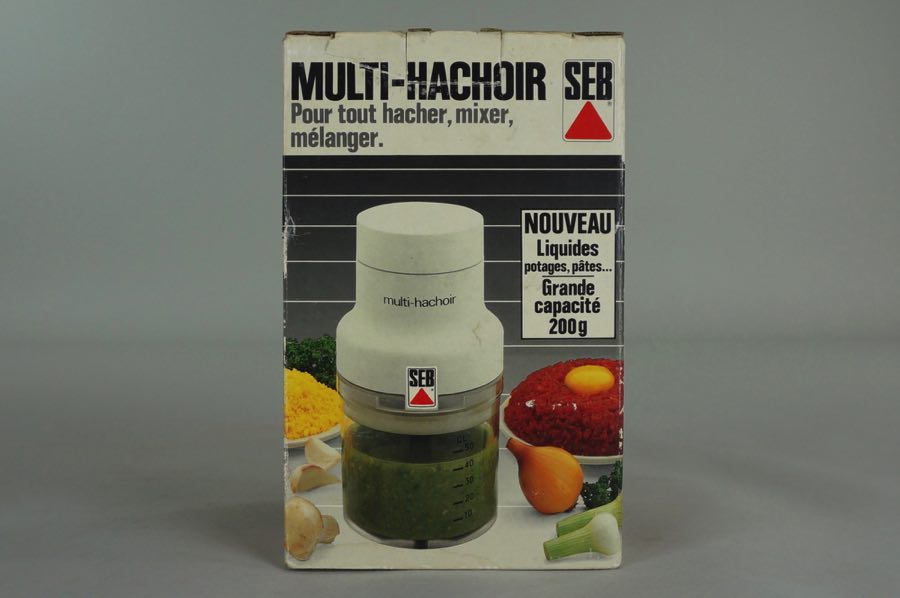 MULTI-HACHOIR
SEB
Pour tout hacher, mixer,
mélanger.
NOUVEAU
Liquides
potages, pâtes...
Grande
capacité
200g
multi-hachoir
SEB
CL
50
40
30
20
10